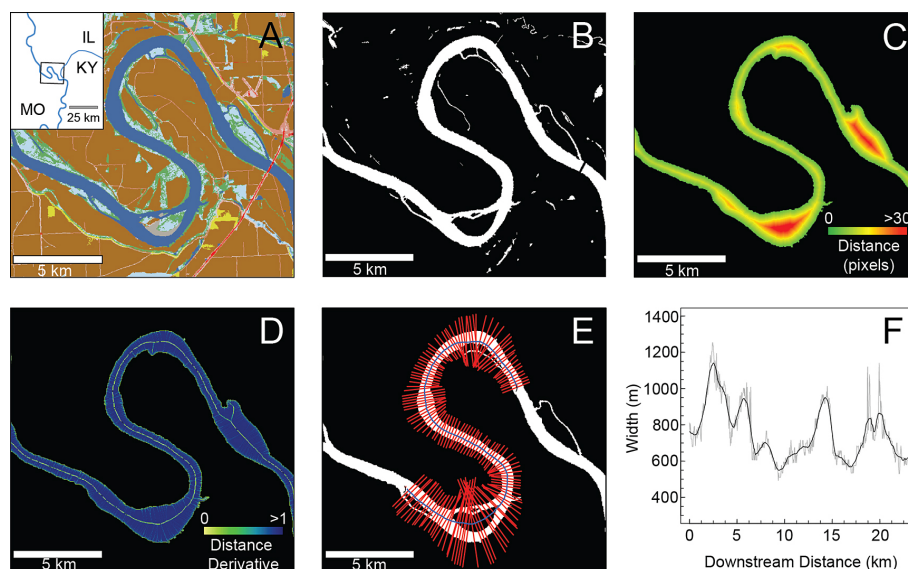 A
IL
KY
MO
25 km
5 km
B
5 km
C
0 >30
Distance
(pixels)
5 km
D
0 >1
Distance
Derivative
5 km
E
5 km
F
1400
1200
1000
800
600
400
Width (m)
0 5 10 15 20
Downstream Distance (km)